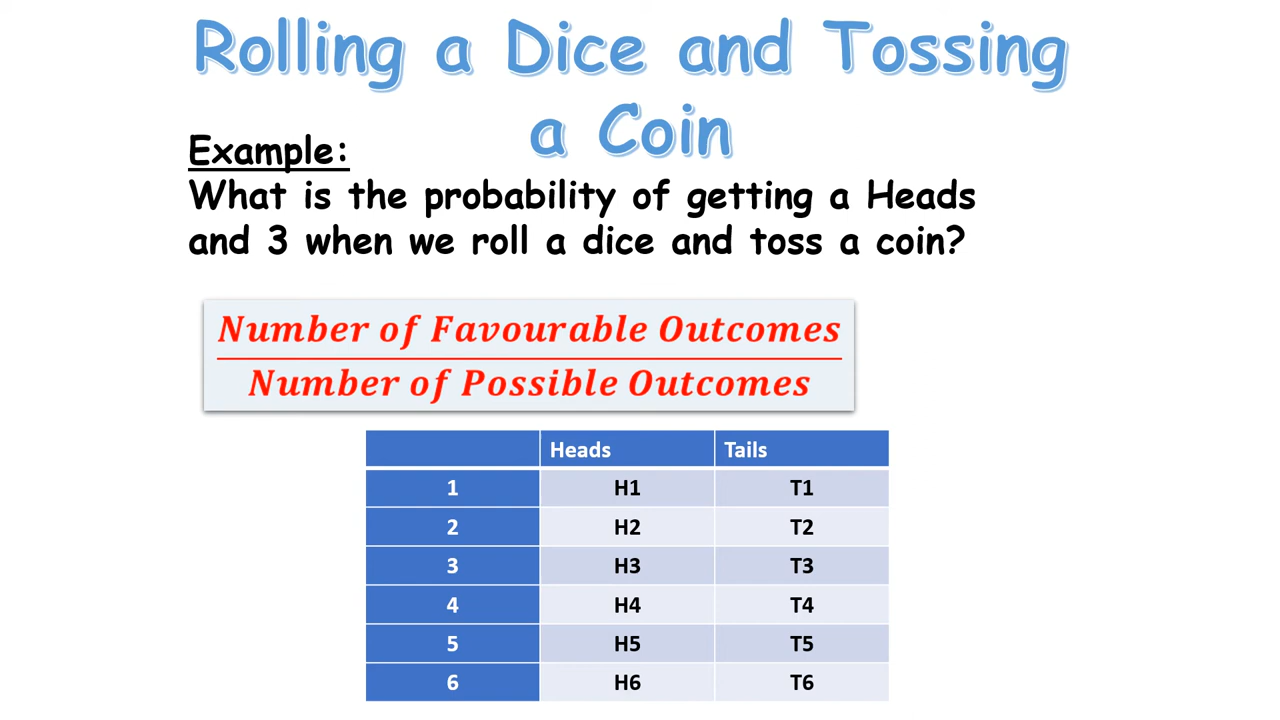 Rolling a Dice and Tossing
a Coin
Example:
What is the probability of getting a Heads
and 3 when we roll a dice and toss a coin?
Number of Favourable Outcomes
Number of Possible Outcomes
Heads Tails
1 H1 T1
2 H2 T2
3 H3 T3
4 H4 T4
5 H5 T5
6 H6 T6